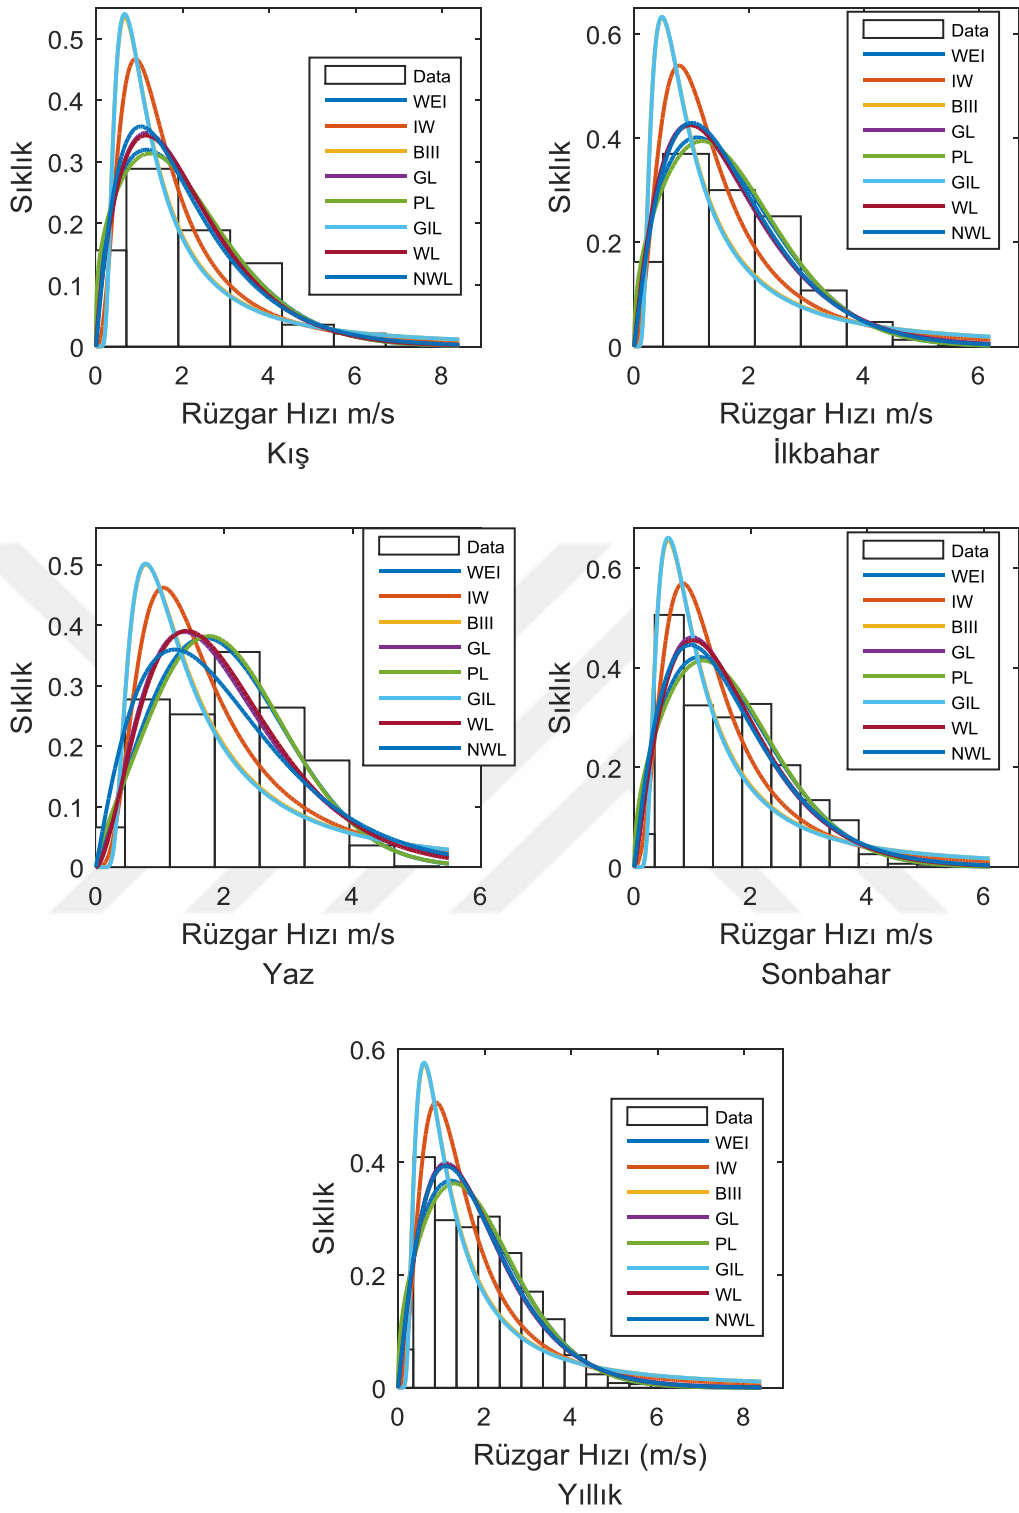 0.5
0.4
0.3
0.2
0.1
0
Sıklık
Data
WEI
IW
BIII
GL
PL
GIL
WL
NWL
0 2 4 6 8
Rüzgar Hızı m/s
Kış
0.6
0.4
0.2
0
Sıklık
Data
WEI
IW
BIII
GL
PL
GIL
WL
NWL
0 2 4 6
Rüzgar Hızı m/s
İlkbahar
0.5
0.4
0.3
0.2
0.1
0
Sıklık
Data
WEI
IW
BIII
GL
PL
GIL
WL
NWL
0 2 4 6
Rüzgar Hızı m/s
Yaz
0.6
0.4
0.2
0
Sıklık
Data
WEI
IW
BIII
GL
PL
GIL
WL
NWL
0 2 4 6
Rüzgar Hızı m/s
Sonbahar
0.6
0.4
0.2
0
Sıklık
Data
WEI
IW
BIII
GL
PL
GIL
WL
NWL
0 2 4 6 8
Rüzgar Hızı (m/s)
Yıllık